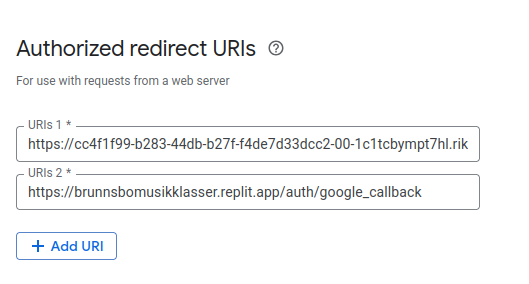 Authorized redirect URIs
For use with requests from a web server
URIs 1 *
https://cc4f1f99-b283-44db-b27f-f4de7d33dcc2-00-1c1tcbympt7hl.rik
URIs 2 *
https://brunnsbomusikklasser.replit.app/auth/google_callback
+ Add URI